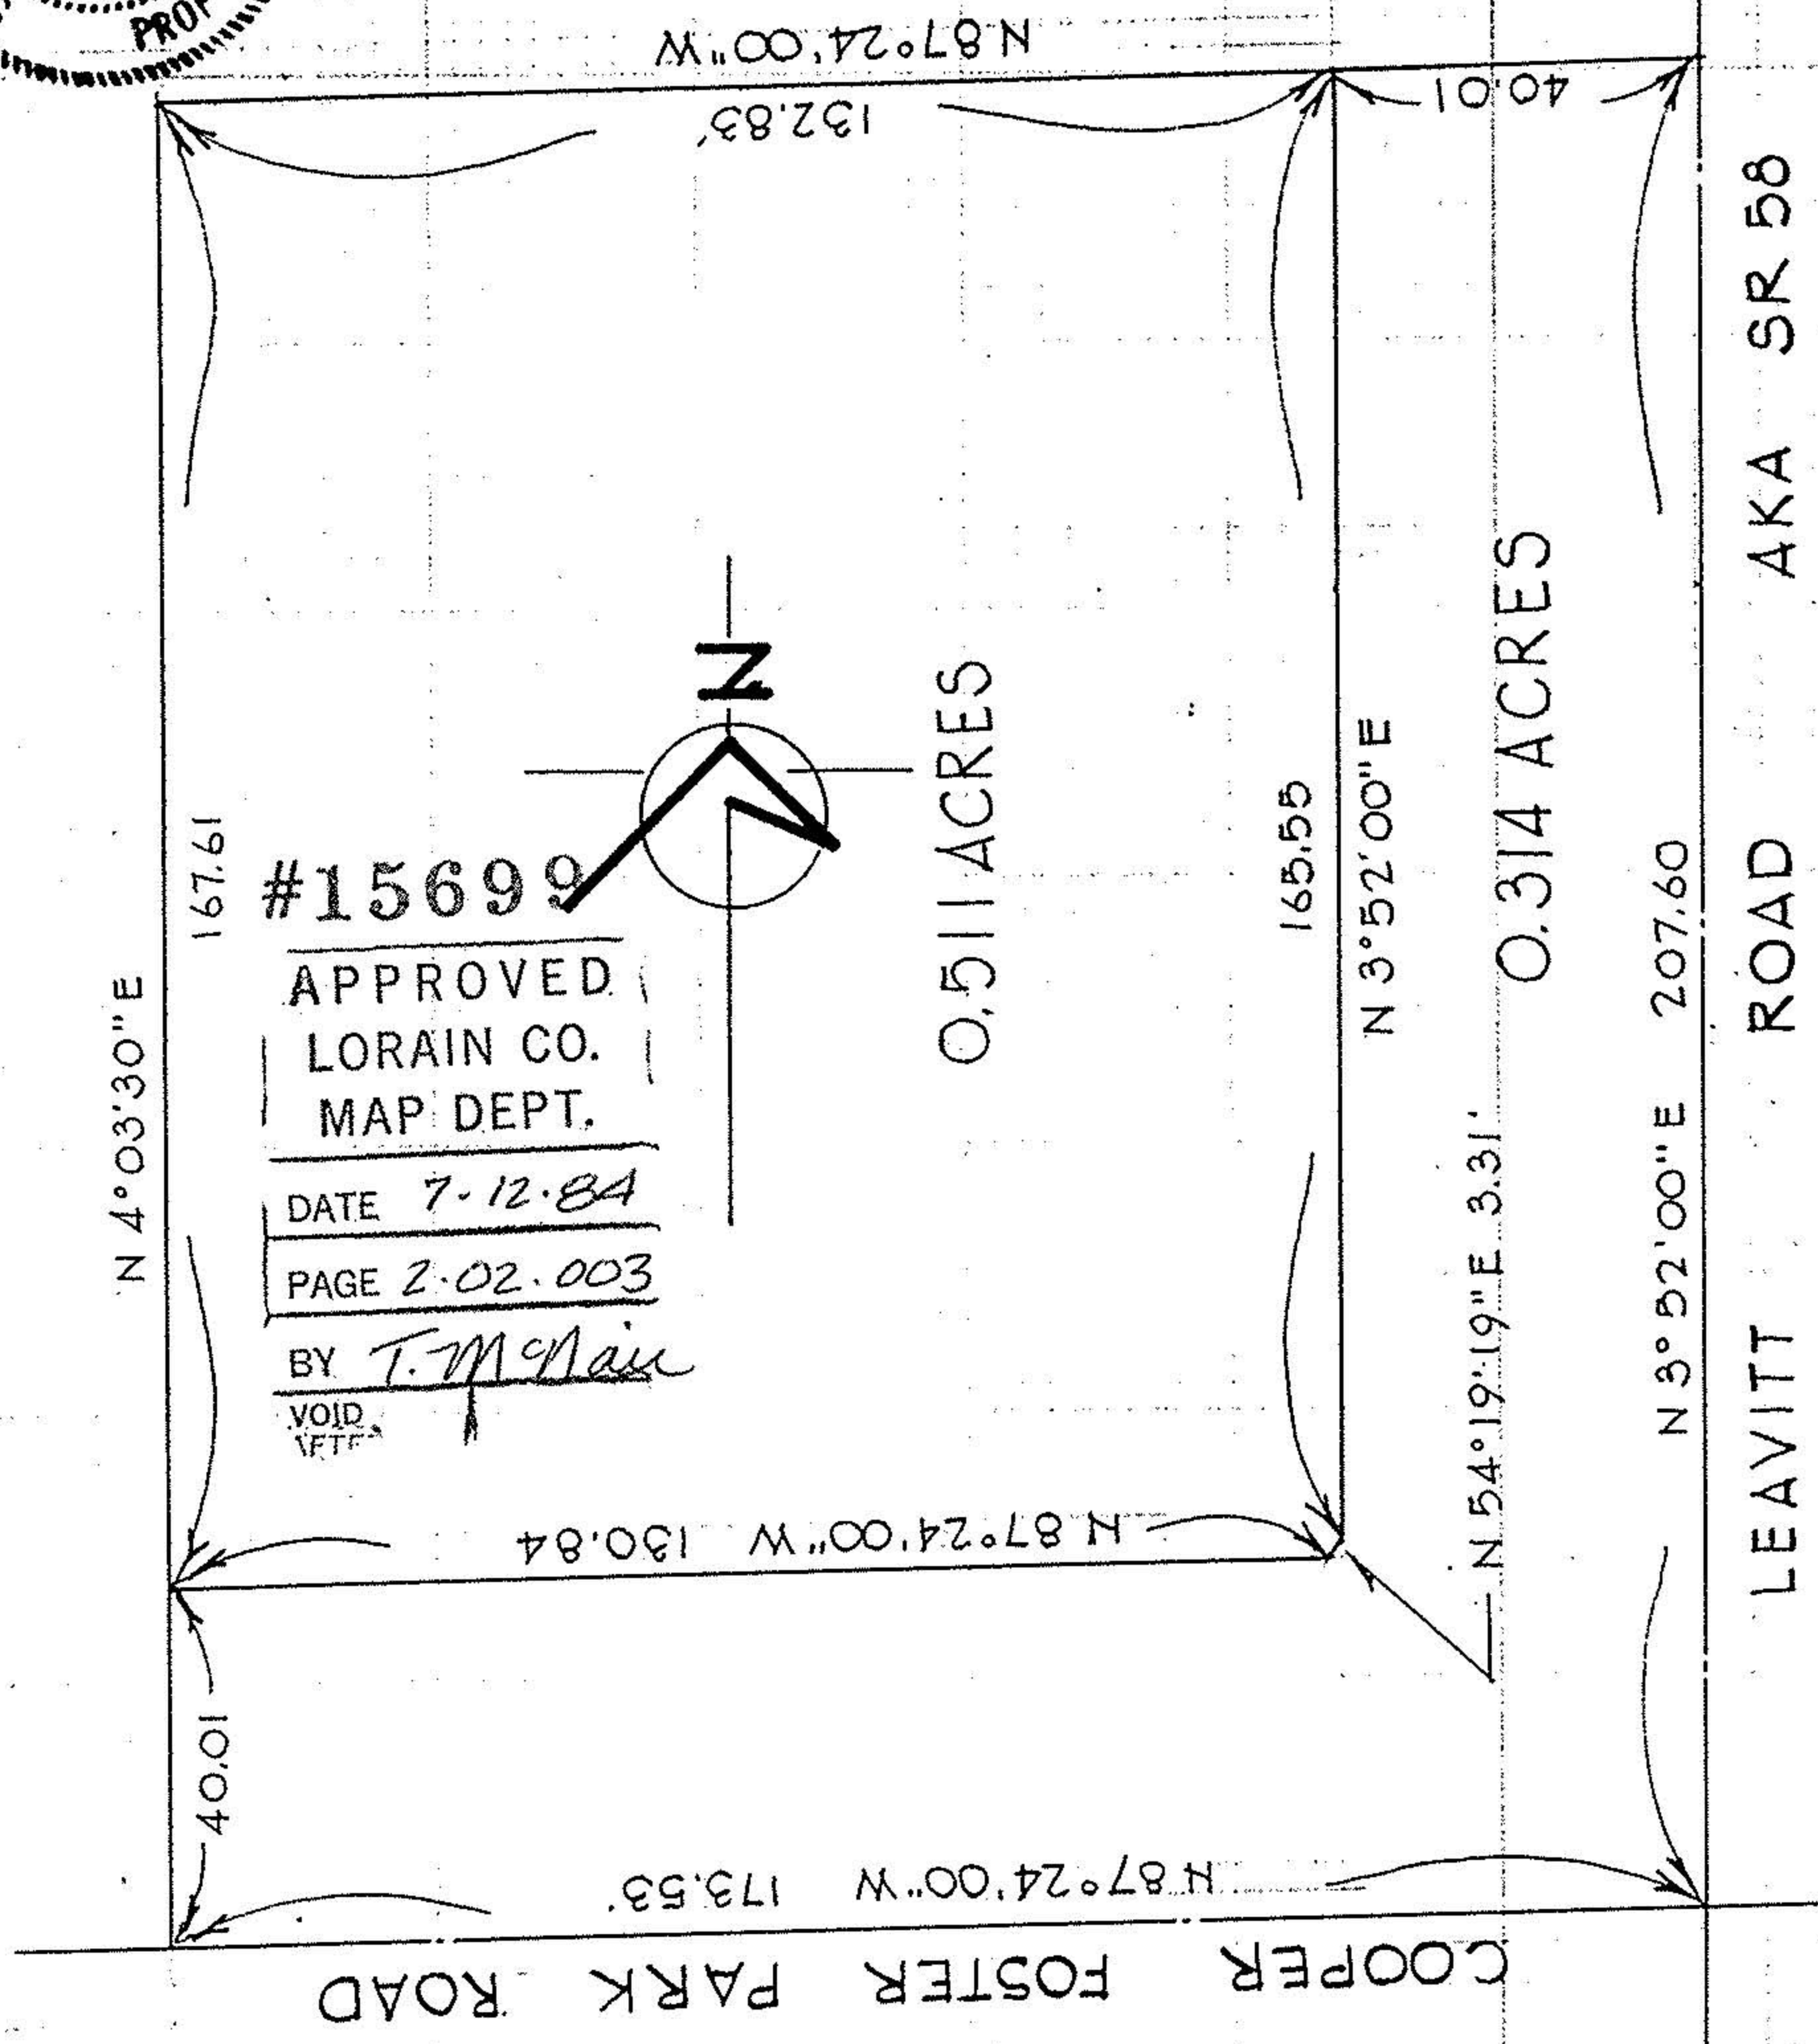 PROF
N 87°24'00" W
132.83'
40.01
N 4°03'30" E
167.61
#15699
APPROVED
LORAIN CO.
MAP DEPT.
DATE 7-12-84
PAGE 2.02.003
BY T. McNair
VOID
N
0.511 ACRES
165.55
N 3°52'00" E
0.314 ACRES
N 54°19'19" E 3.31'
N 3°52'00" E 207.60
LEAVITT ROAD AKA SR 58
N 87°24'00" W 130.84
40.01
N 87°24'00" W 173.53'
COOPER FOSTER PARK ROAD